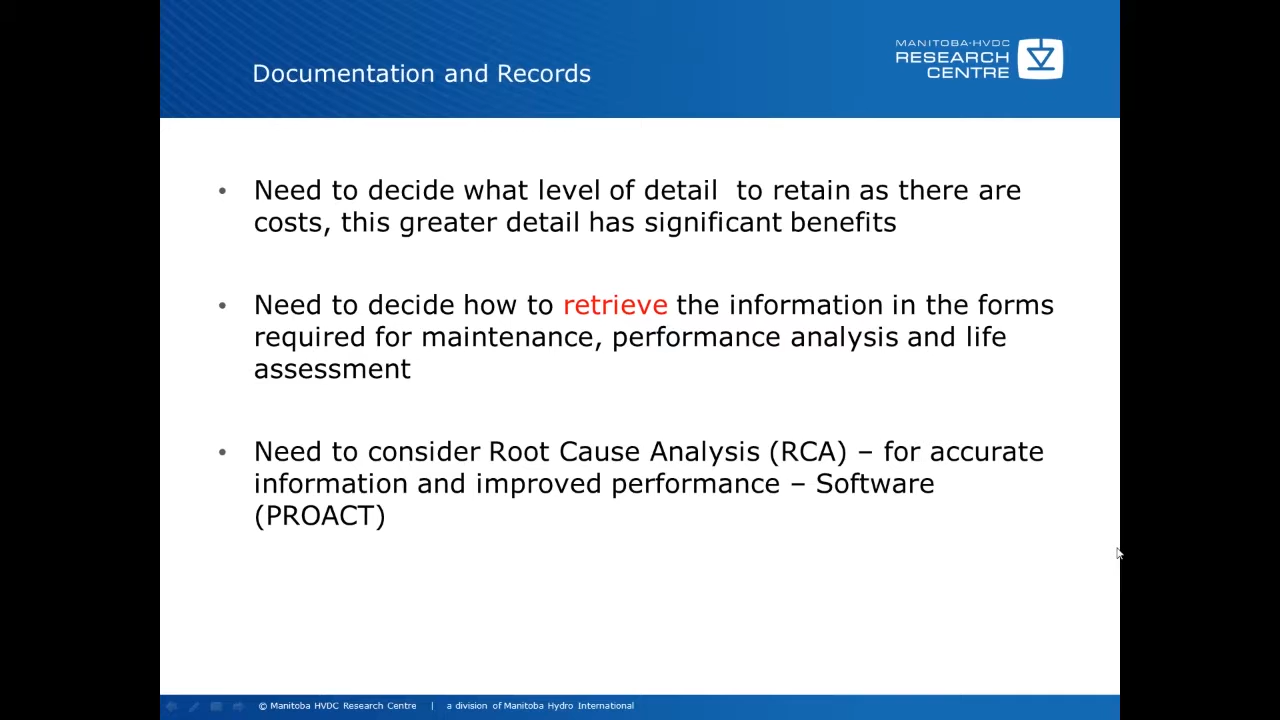 Documentation and Records
MANITOBA·HVDC
RESEARCH
CENTRE
• Need to decide what level of detail  to retain as there are
costs, this greater detail has significant benefits
• Need to decide how to retrieve the information in the forms
required for maintenance, performance analysis and life
assessment
• Need to consider Root Cause Analysis (RCA) – for accurate
information and improved performance – Software
(PROACT)
© Manitoba HVDC Research Centre | a division of Manitoba Hydro International